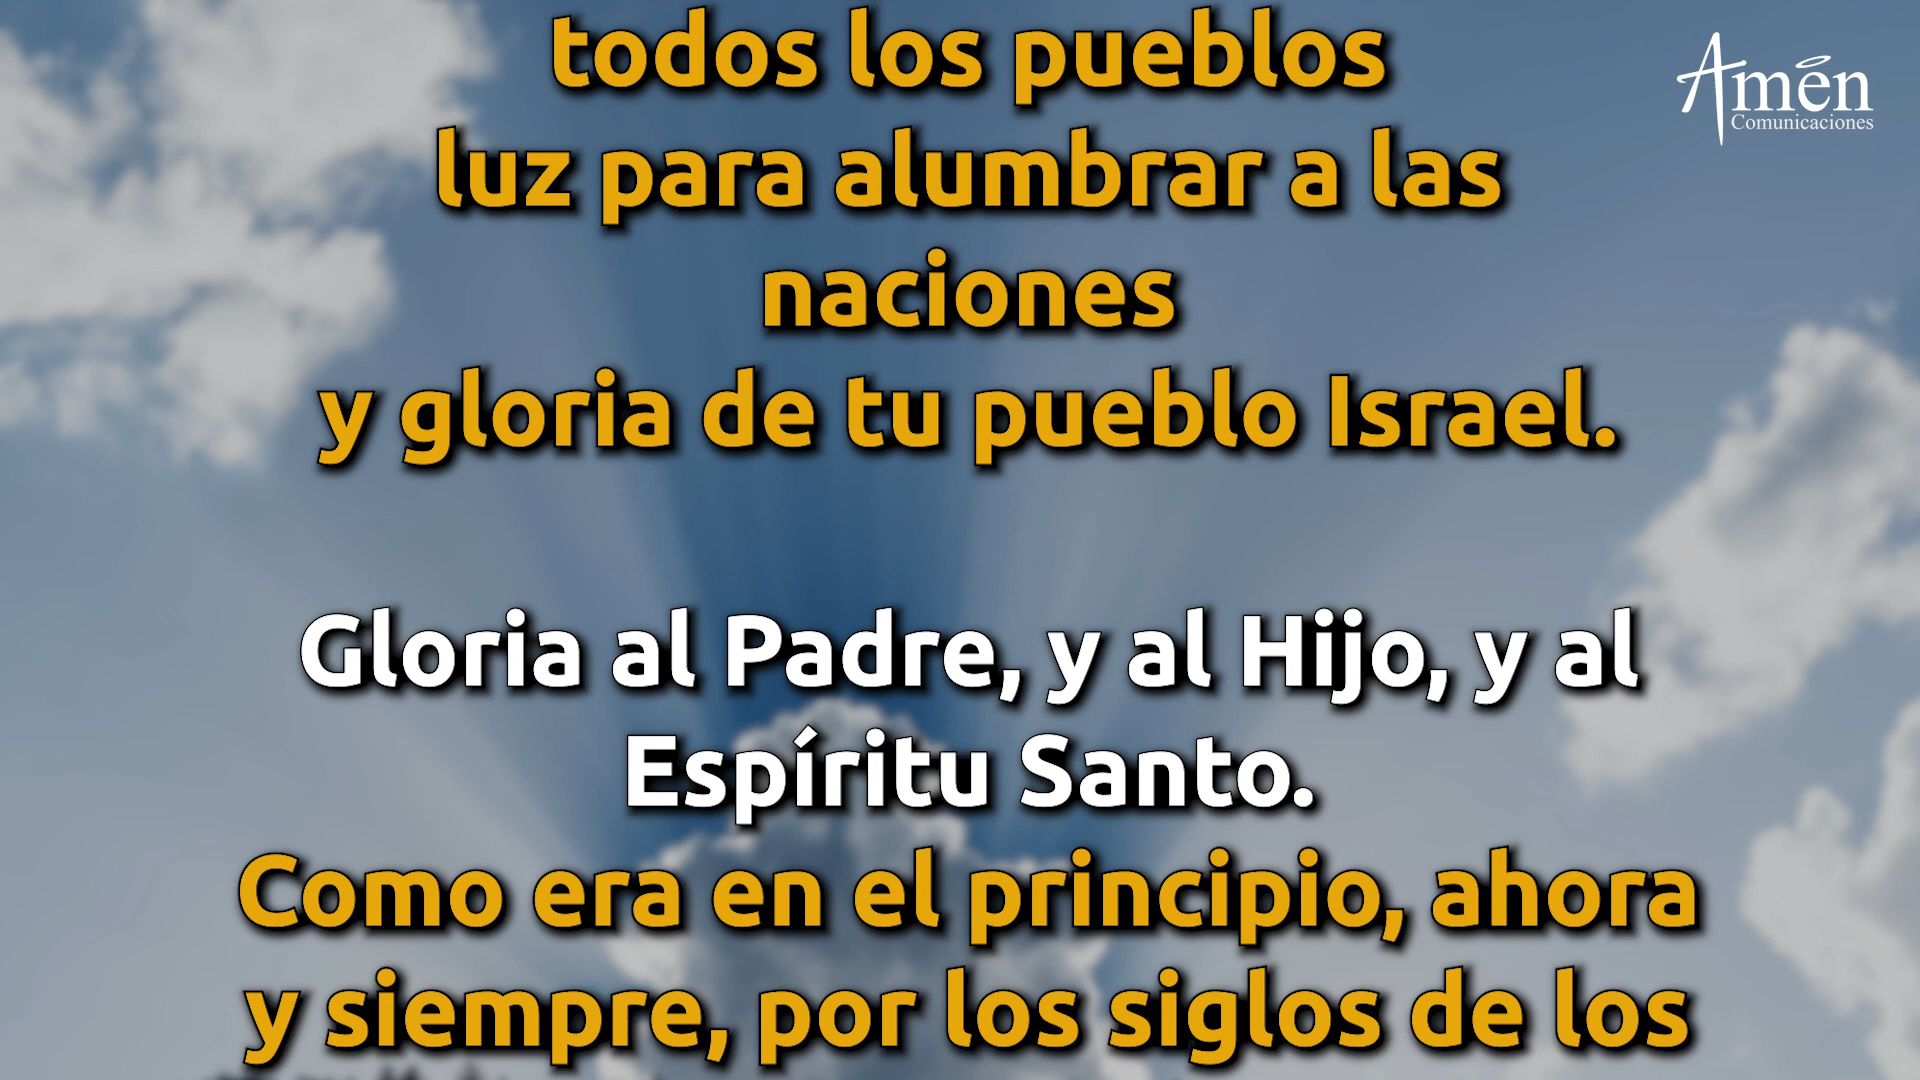 todos los pueblos
luz para alumbrar a las
naciones
y gloria de tu pueblo Israel.
Gloria al Padre, y al Hijo, y al
Espíritu Santo.
Como era en el principio, ahora
y siempre, por los siglos de los
Amén
Comunicaciones